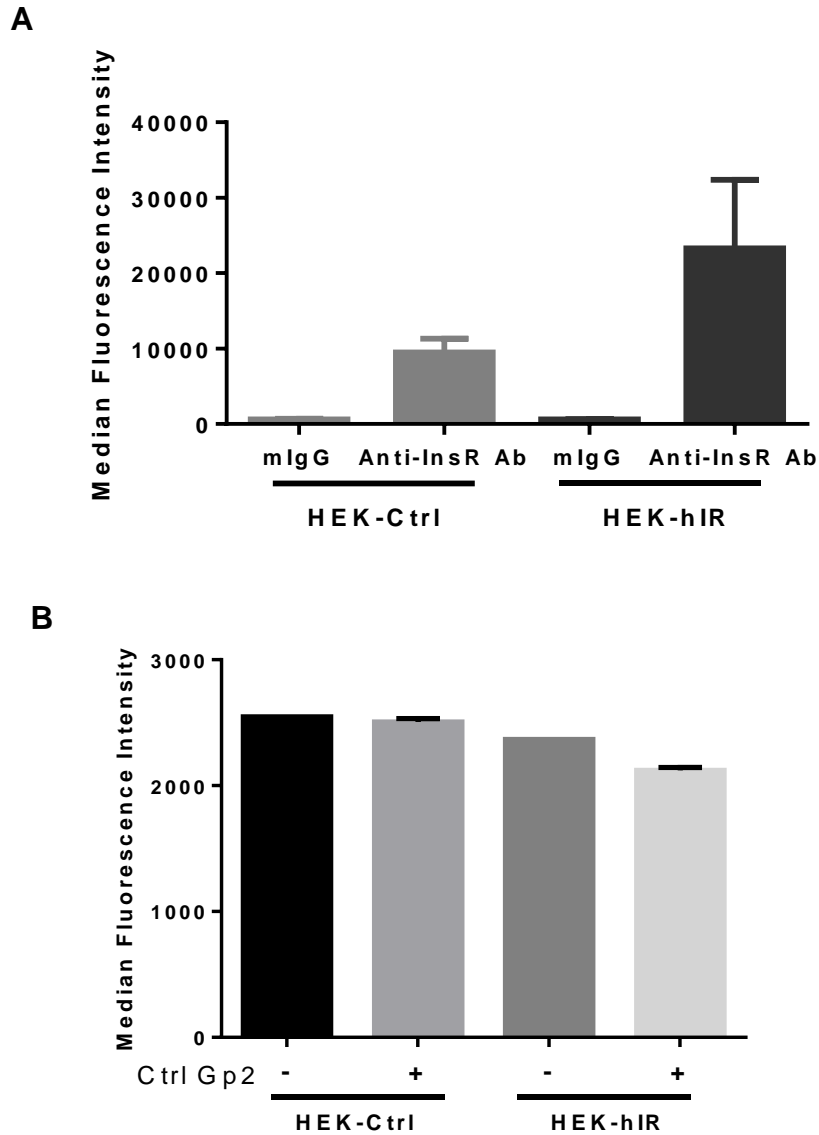 A
Median Fluorescence Intensity
40000
30000
20000
10000
0
mIgG Anti-InsR Ab mIgG Anti-InsR Ab
HEK-Ctrl HEK-hIR
B
Median Fluorescence Intensity
3000
2000
1000
0
Ctrl Gp2 - + - +
HEK-Ctrl HEK-hIR